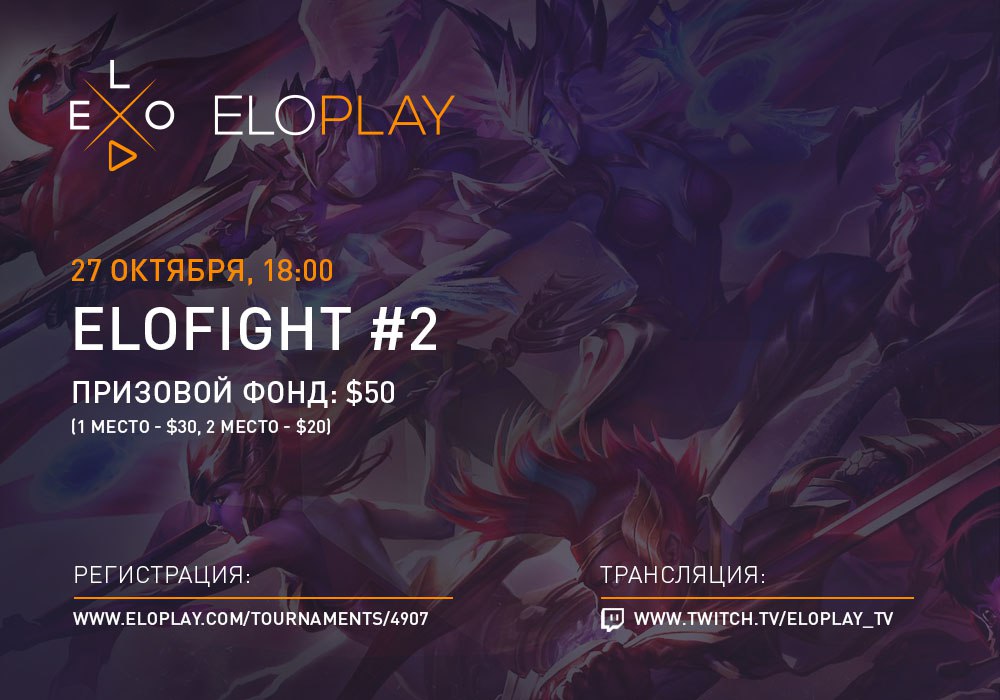 L
E O
ELOPLAY
27 ОКТЯБРЯ, 18:00
ELOFIGHT #2
ПРИЗОВОЙ ФОНД: $50
(1 МЕСТО - $30, 2 МЕСТО - $20)
РЕГИСТРАЦИЯ:
WWW.ELOPLAY.COM/TOURNAMENTS/4907
ТРАНСЛЯЦИЯ:
WWW.TWITCH.TV/ELOPLAY_TV